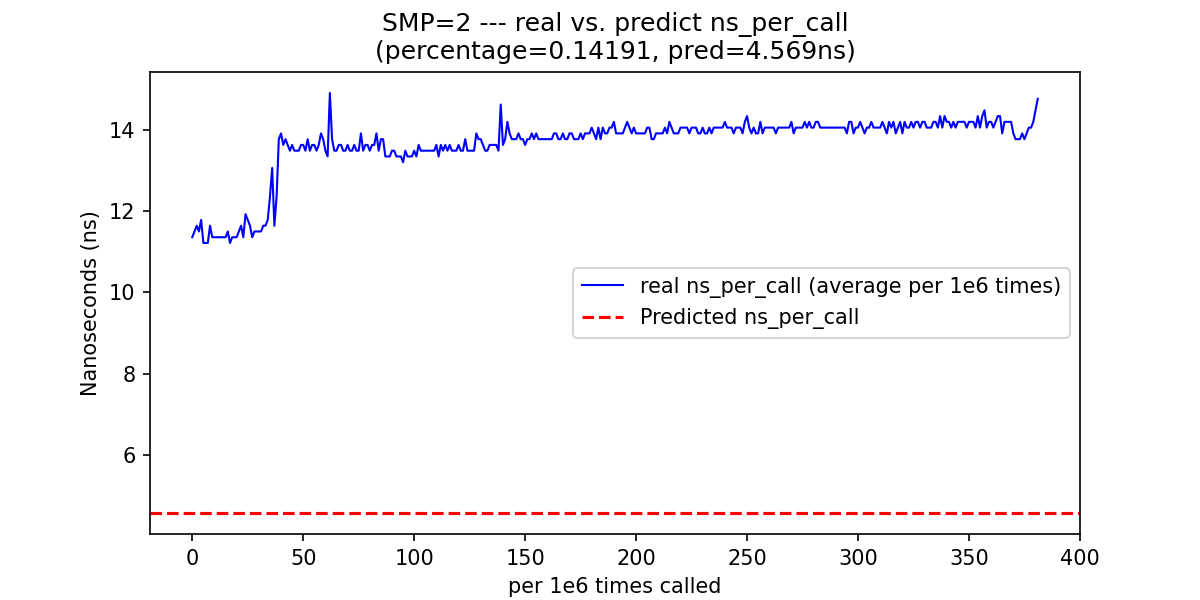 SMP=2 --- real vs. predict ns_per_call
(percentage=0.14191, pred=4.569ns)
Nanoseconds (ns)
14
12
10
8
6
real ns_per_call (average per 1e6 times)
Predicted ns_per_call
0 50 100 150 200 250 300 350 400
per 1e6 times called